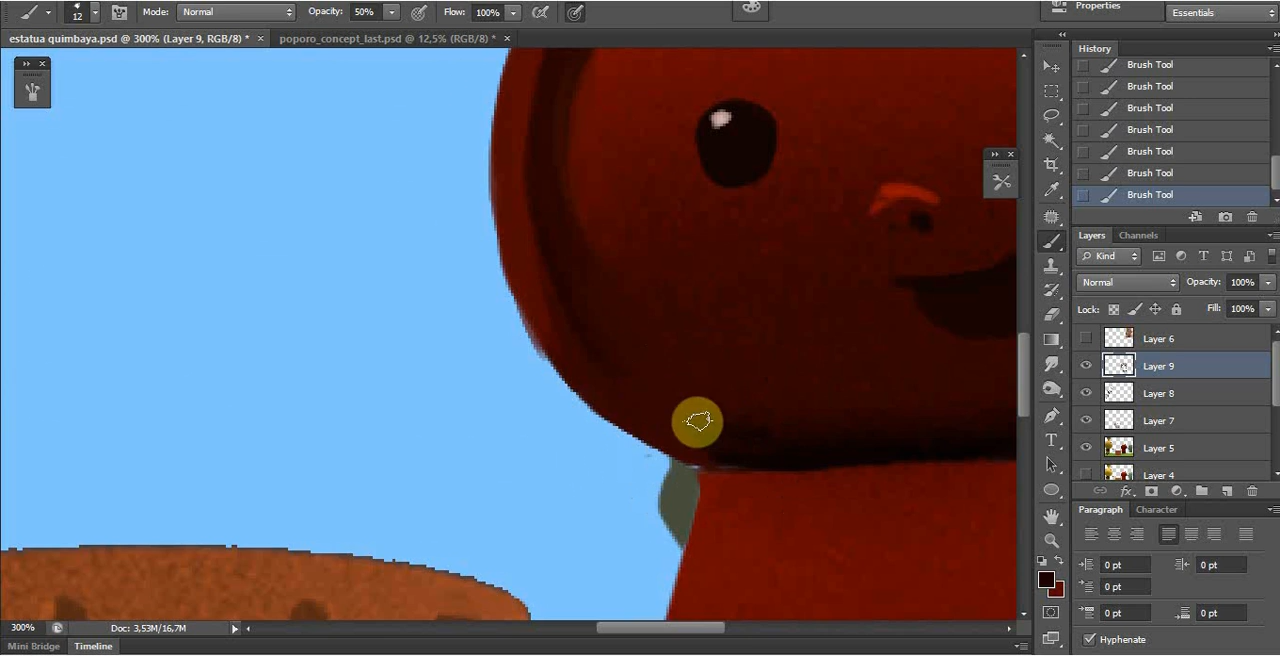 12 Mode: Normal Opacity: 50% Flow: 100% Properties Essentials
estatua quimbaya.psd @ 300% (Layer 9, RGB/8) * × poporo_concept_last.psd @ 12,5% (RGB/8) * ×
History
Brush Tool
Brush Tool
Brush Tool
Brush Tool
Brush Tool
Brush Tool
Brush Tool
Layers Channels
Kind
Normal Opacity: 100%
Lock: Fill: 100%
Layer 6
Layer 9
Layer 8
Layer 7
Layer 5
Layer 4
fx
Paragraph Character
0 pt 0 pt
0 pt
0 pt 0 pt
Hyphenate
300% Doc: 3,53M/16,7M
Mini Bridge Timeline